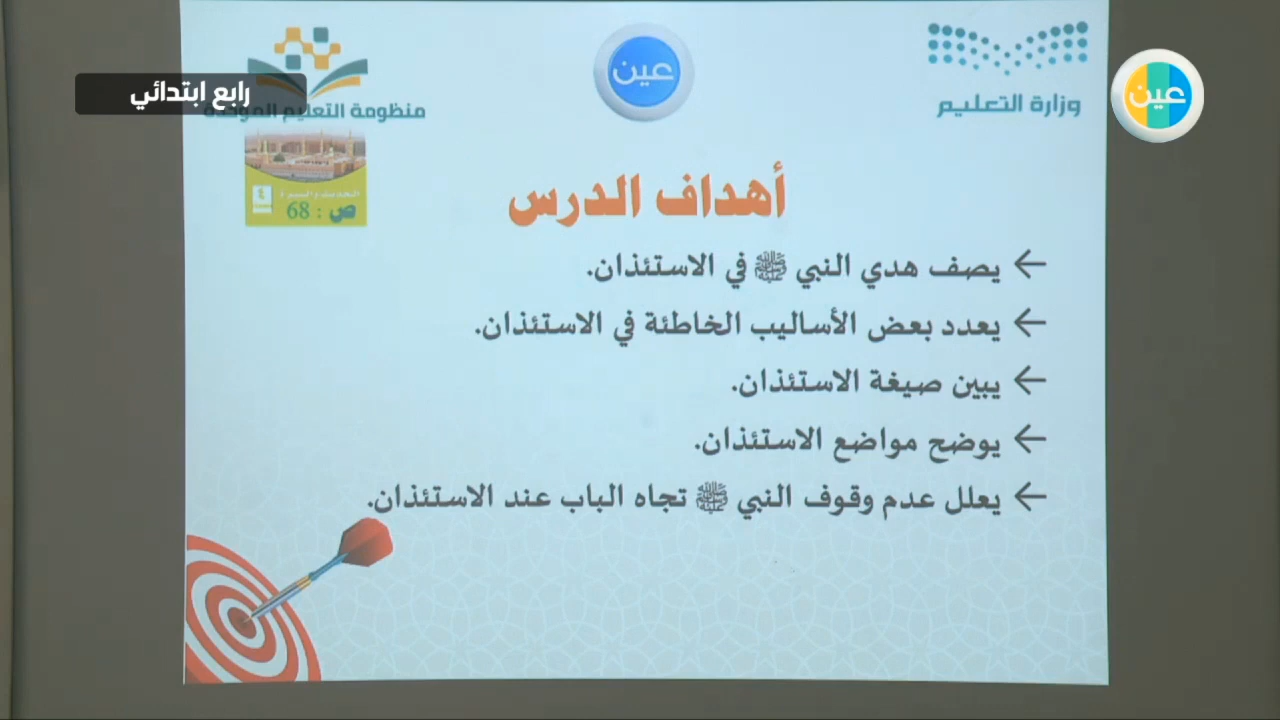 رابع ابتدائي
منظومة التعليم الموحدة
عين
وزارة التعليم
عين
٤
ص : 68
أهداف الدرس
← يصف هدي النبي ﷺ في الاستئذان.
← يعدد بعض الأساليب الخاطئة في الاستئذان.
← يبين صيغة الاستئذان.
← يوضح مواضع الاستئذان.
← يعلل عدم وقوف النبي ﷺ تجاه الباب عند الاستئذان.